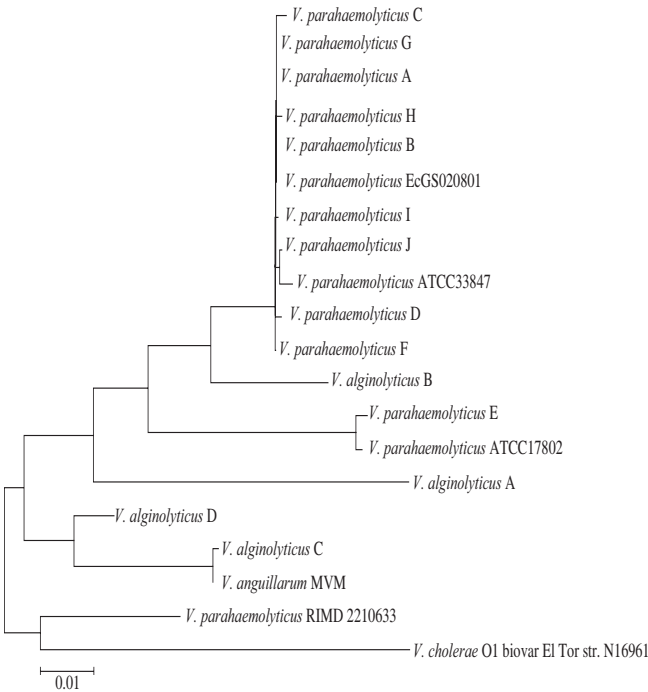 V. parahaemolyticus C
V. parahaemolyticus G
V. parahaemolyticus A
V. parahaemolyticus H
V. parahaemolyticus B
V. parahaemolyticus EcGS020801
V. parahaemolyticus I
V. parahaemolyticus J
V. parahaemolyticus ATCC33847
V. parahaemolyticus D
V. parahaemolyticus F
V. alginolyticus B
V. parahaemolyticus E
V. parahaemolyticus ATCC17802
V. alginolyticus A
V. alginolyticus D
V. alginolyticus C
V. anguillarum MVM
V. parahaemolyticus RIMD 2210633
V. cholerae O1 biovar El Tor str. N16961
0.01